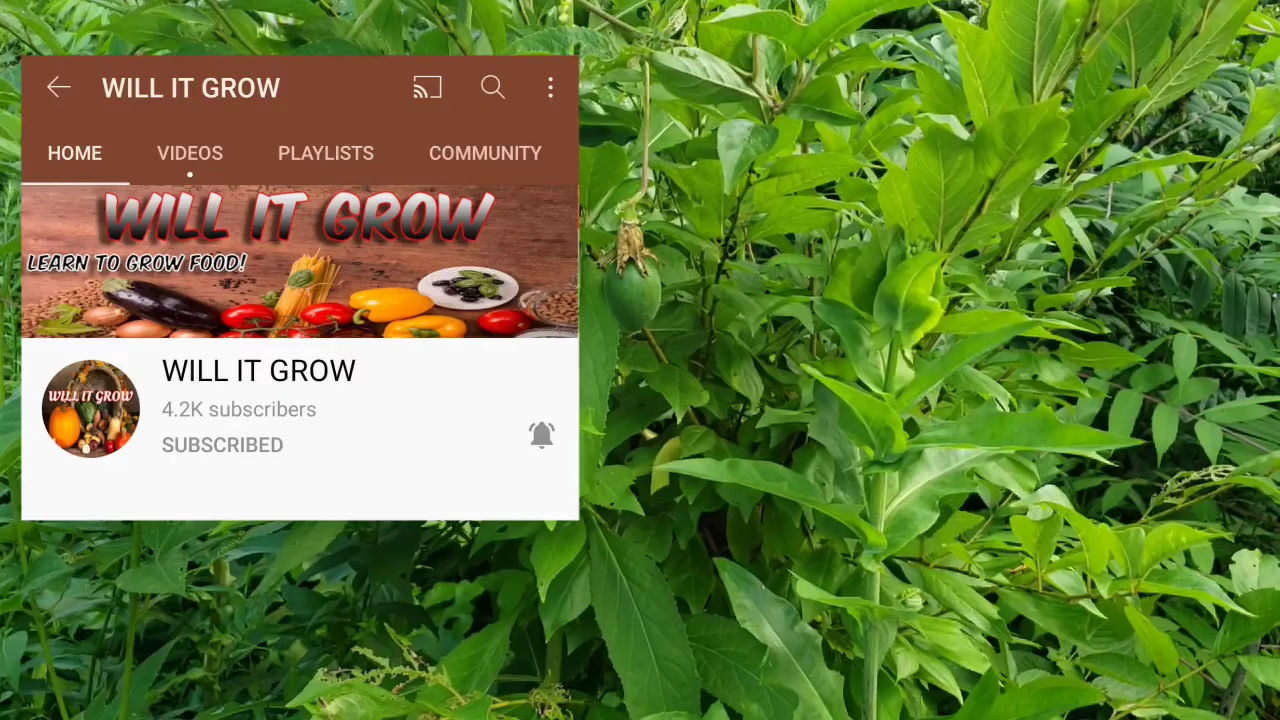 WILL IT GROW
HOME VIDEOS PLAYLISTS COMMUNITY
WILL IT GROW
LEARN TO GROW FOOD!
WILL IT GROW
WILL IT GROW
4.2K subscribers
SUBSCRIBED